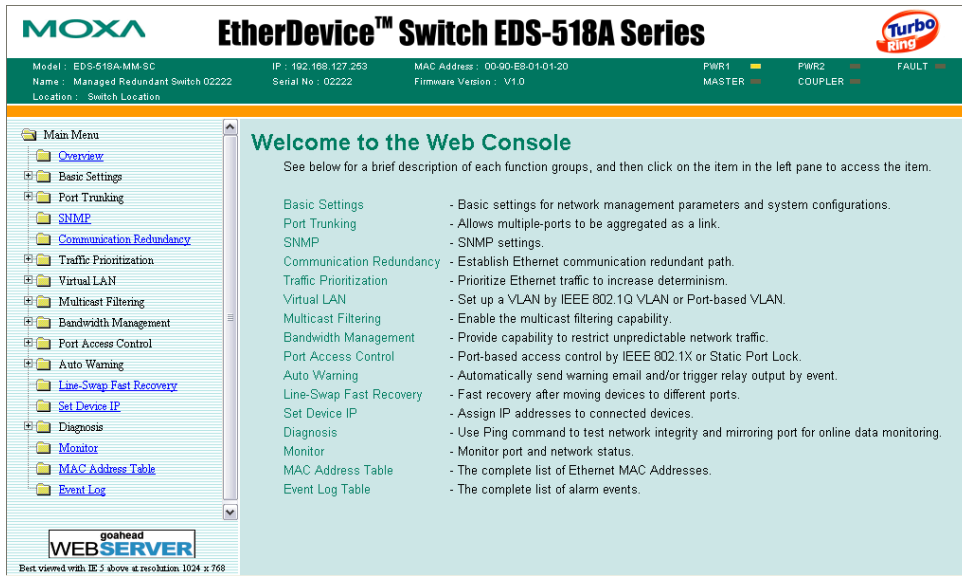 MOXA EtherDevice™ Switch EDS-518A Series Turbo Ring
Model : EDS-518A-MM-SC IP : 192.168.127.253 MAC Address : 00-90-E8-01-01-20 PWR1 PWR2 FAULT
Name : Managed Redundant Switch 02222 Serial No : 02222 Firmware Version : V1.0 MASTER COUPLER
Location : Switch Location
Main Menu
Overview
Basic Settings
Port Trunking
SNMP
Communication Redundancy
Traffic Prioritization
Virtual LAN
Multicast Filtering
Bandwidth Management
Port Access Control
Auto Warning
Line-Swap Fast Recovery
Set Device IP
Diagnosis
Monitor
MAC Address Table
Event Log
goahead
WEBSERVER
Best viewed with IE 5 above at resolution 1024 x 768
Welcome to the Web Console
See below for a brief description of each function groups, and then click on the item in the left pane to access the item.
Basic Settings - Basic settings for network management parameters and system configurations.
Port Trunking - Allows multiple-ports to be aggregated as a link.
SNMP - SNMP settings.
Communication Redundancy - Establish Ethernet communication redundant path.
Traffic Prioritization - Prioritize Ethernet traffic to increase determinism.
Virtual LAN - Set up a VLAN by IEEE 802.1Q VLAN or Port-based VLAN.
Multicast Filtering - Enable the multicast filtering capability.
Bandwidth Management - Provide capability to restrict unpredictable network traffic.
Port Access Control - Port-based access control by IEEE 802.1X or Static Port Lock.
Auto Warning - Automatically send warning email and/or trigger relay output by event.
Line-Swap Fast Recovery - Fast recovery after moving devices to different ports.
Set Device IP - Assign IP addresses to connected devices.
Diagnosis - Use Ping command to test network integrity and mirroring port for online data monitoring.
Monitor - Monitor port and network status.
MAC Address Table - The complete list of Ethernet MAC Addresses.
Event Log Table - The complete list of alarm events.